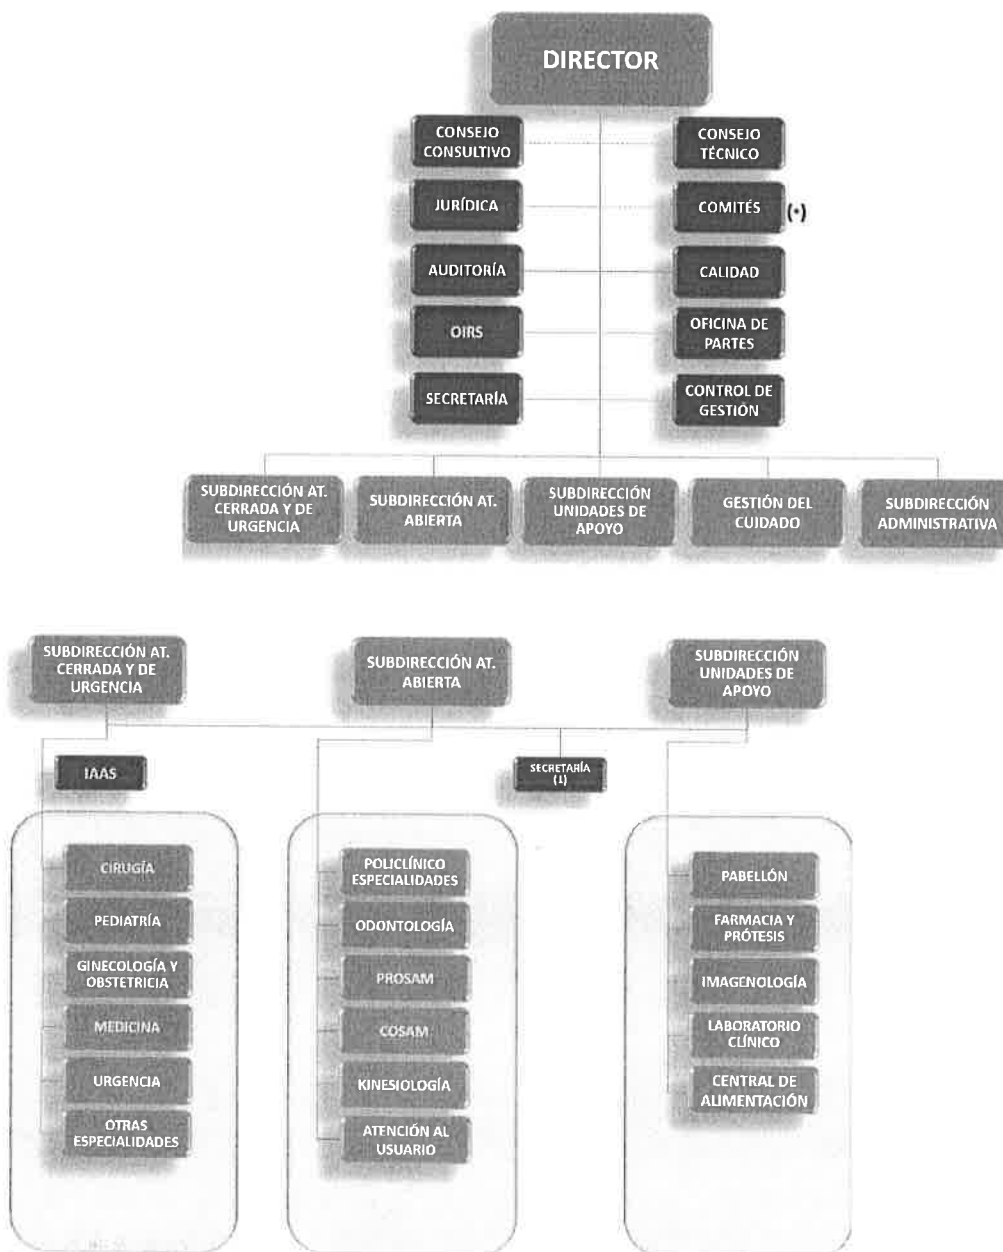 DIRECTOR
CONSEJO
CONSULTIVO
CONSEJO
TÉCNICO
JURÍDICA
COMITÉS (•)
AUDITORÍA
CALIDAD
OIRS
OFICINA DE
PARTES
SECRETARÍA
CONTROL DE
GESTIÓN
SUBDIRECCIÓN AT.
CERRADA Y DE
URGENCIA
SUBDIRECCIÓN AT.
ABIERTA
SUBDIRECCIÓN
UNIDADES DE
APOYO
GESTIÓN DEL
CUIDADO
SUBDIRECCIÓN
ADMINISTRATIVA
SUBDIRECCIÓN AT.
CERRADA Y DE
URGENCIA
SUBDIRECCIÓN AT.
ABIERTA
SUBDIRECCIÓN
UNIDADES DE
APOYO
IAAS
SECRETARÍA
(1)
CIRUGÍA
PEDIATRÍA
GINECOLOGÍA Y
OBSTETRICIA
MEDICINA
URGENCIA
OTRAS
ESPECIALIDADES
POLICLÍNICO
ESPECIALIDADES
ODONTOLOGÍA
PROSAM
COSAM
KINESIOLOGÍA
ATENCIÓN AL
USUARIO
PABELLÓN
FARMACIA Y
PRÓTESIS
IMAGENOLOGÍA
LABORATORIO
CLÍNICO
CENTRAL DE
ALIMENTACIÓN